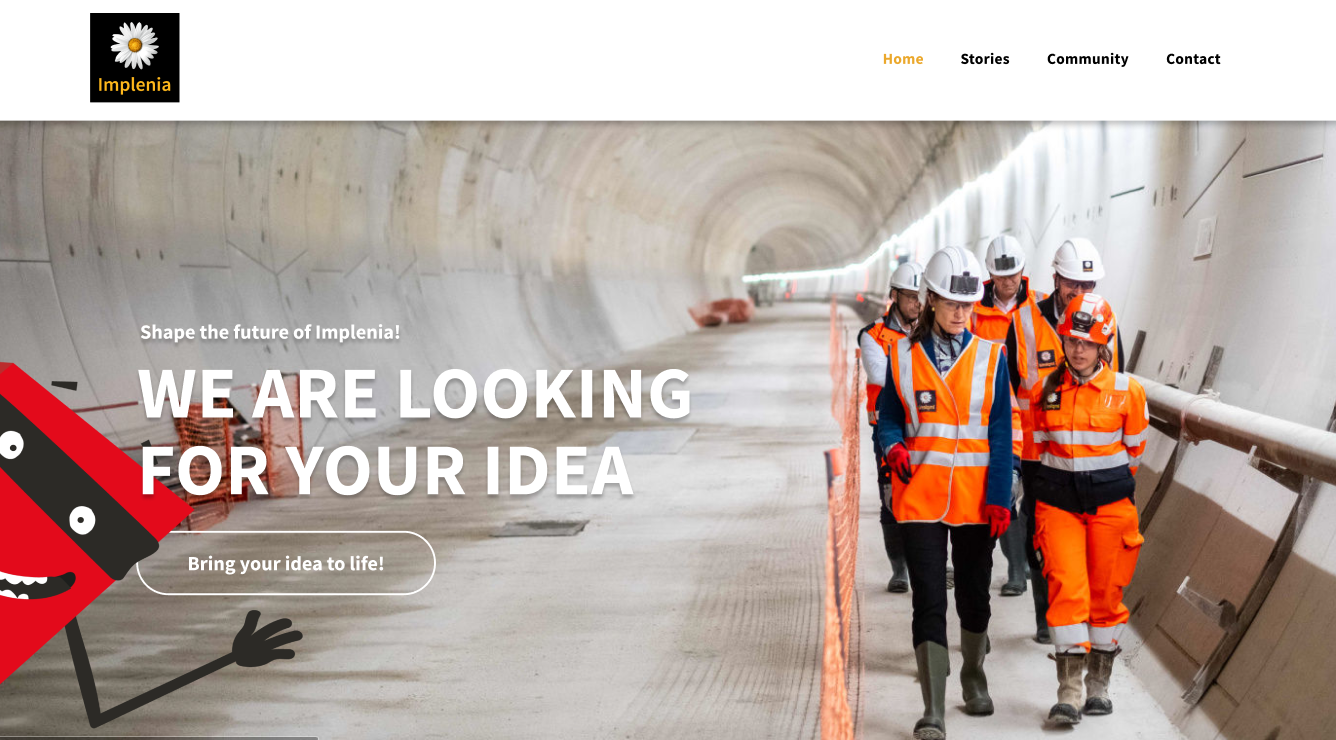 Implenia
Home
Stories
Community
Contact
Shape the future of Implenia!
WE ARE LOOKING
FOR YOUR IDEA
Bring your idea to life!